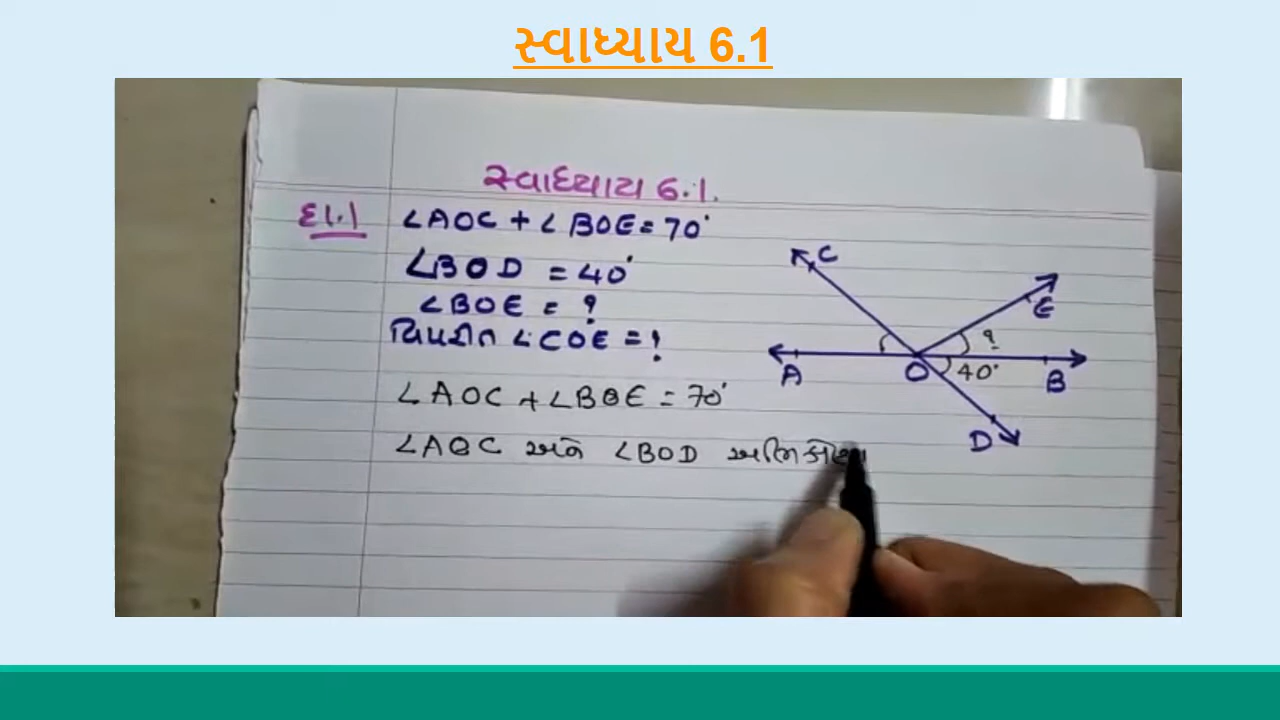 સ્વાધ્યાય 6.1
સ્વાધ્યાય 6.1.
દા.1 ∠AOC + ∠BOE = 70°
∠BOD = 40°
∠BOE = ?
વિપરીત ∠COE = ?
∠AOC + ∠BOE = 70°
∠AOC અને ∠BOD અભિકોણ
C
E
?
A
O
40°
B
D